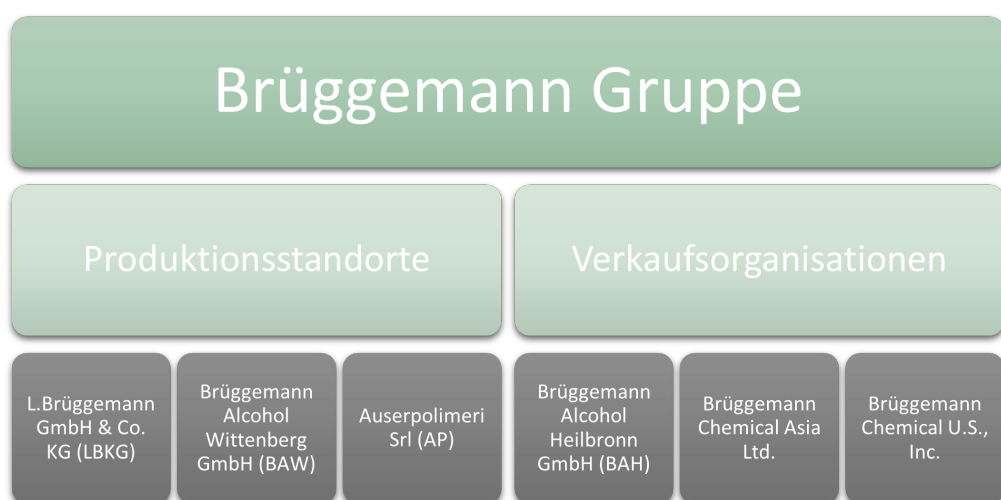 Brüggemann Gruppe
Produktionsstandorte
Verkaufsorganisationen
L.Brüggemann
GmbH & Co.
KG (LBKG)
Brüggemann
Alcohol
Wittenberg
GmbH (BAW)
Auserpolimeri
Srl (AP)
Brüggemann
Alcohol
Heilbronn
GmbH (BAH)
Brüggemann
Chemical Asia
Ltd.
Brüggemann
Chemical U.S.,
Inc.